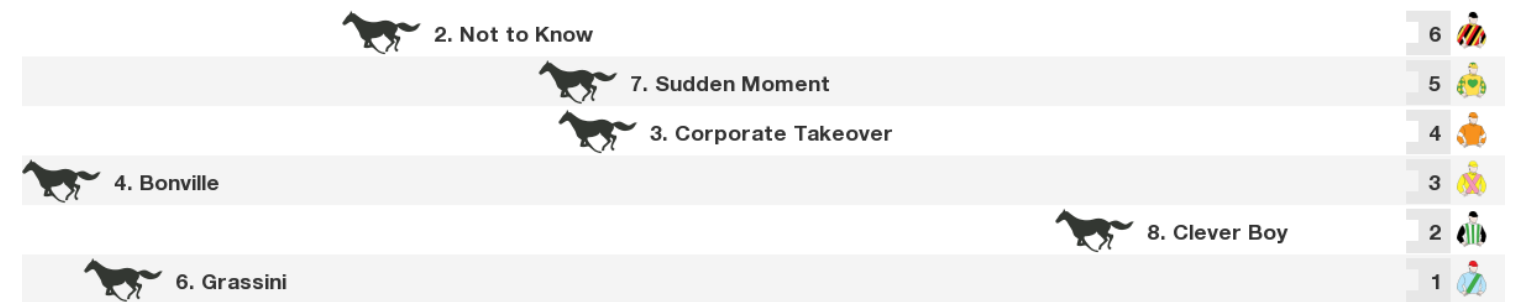 2. Not to Know 6
7. Sudden Moment 5
3. Corporate Takeover 4
4. Bonville 3
8. Clever Boy 2
6. Grassini 1